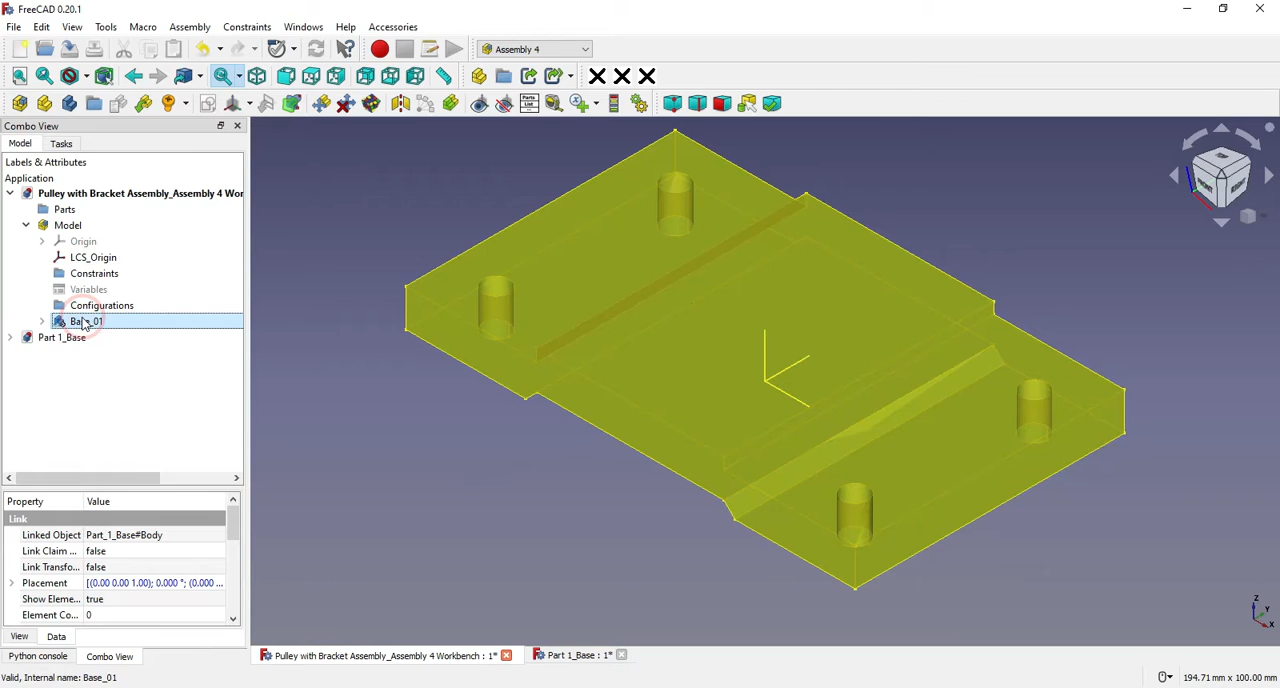 FreeCAD 0.20.1
File Edit View Tools Macro Assembly Constraints Windows Help Accessories
Assembly 4
Parts List
Combo View
Model Tasks
Labels & Attributes
Application
Pulley with Bracket Assembly_Assembly 4 Wor
Parts
Model
Origin
LCS_Origin
Constraints
Variables
Configurations
Base_01
Part 1_Base
FRONT RIGHT
Property Value
Link
Linked Object Part_1_Base#Body
Link Claim ... false
Link Transfo... false
Placement [(0.00 0.00 1.00); 0.000 °; (0.000 ...
Show Eleme... true
Element Co... 0
View Data
Python console Combo View
Pulley with Bracket Assembly_Assembly 4 Workbench : 1*
Part 1_Base : 1*
Z
Y
X
Valid, Internal name: Base_01
194.71 mm x 100.00 mm